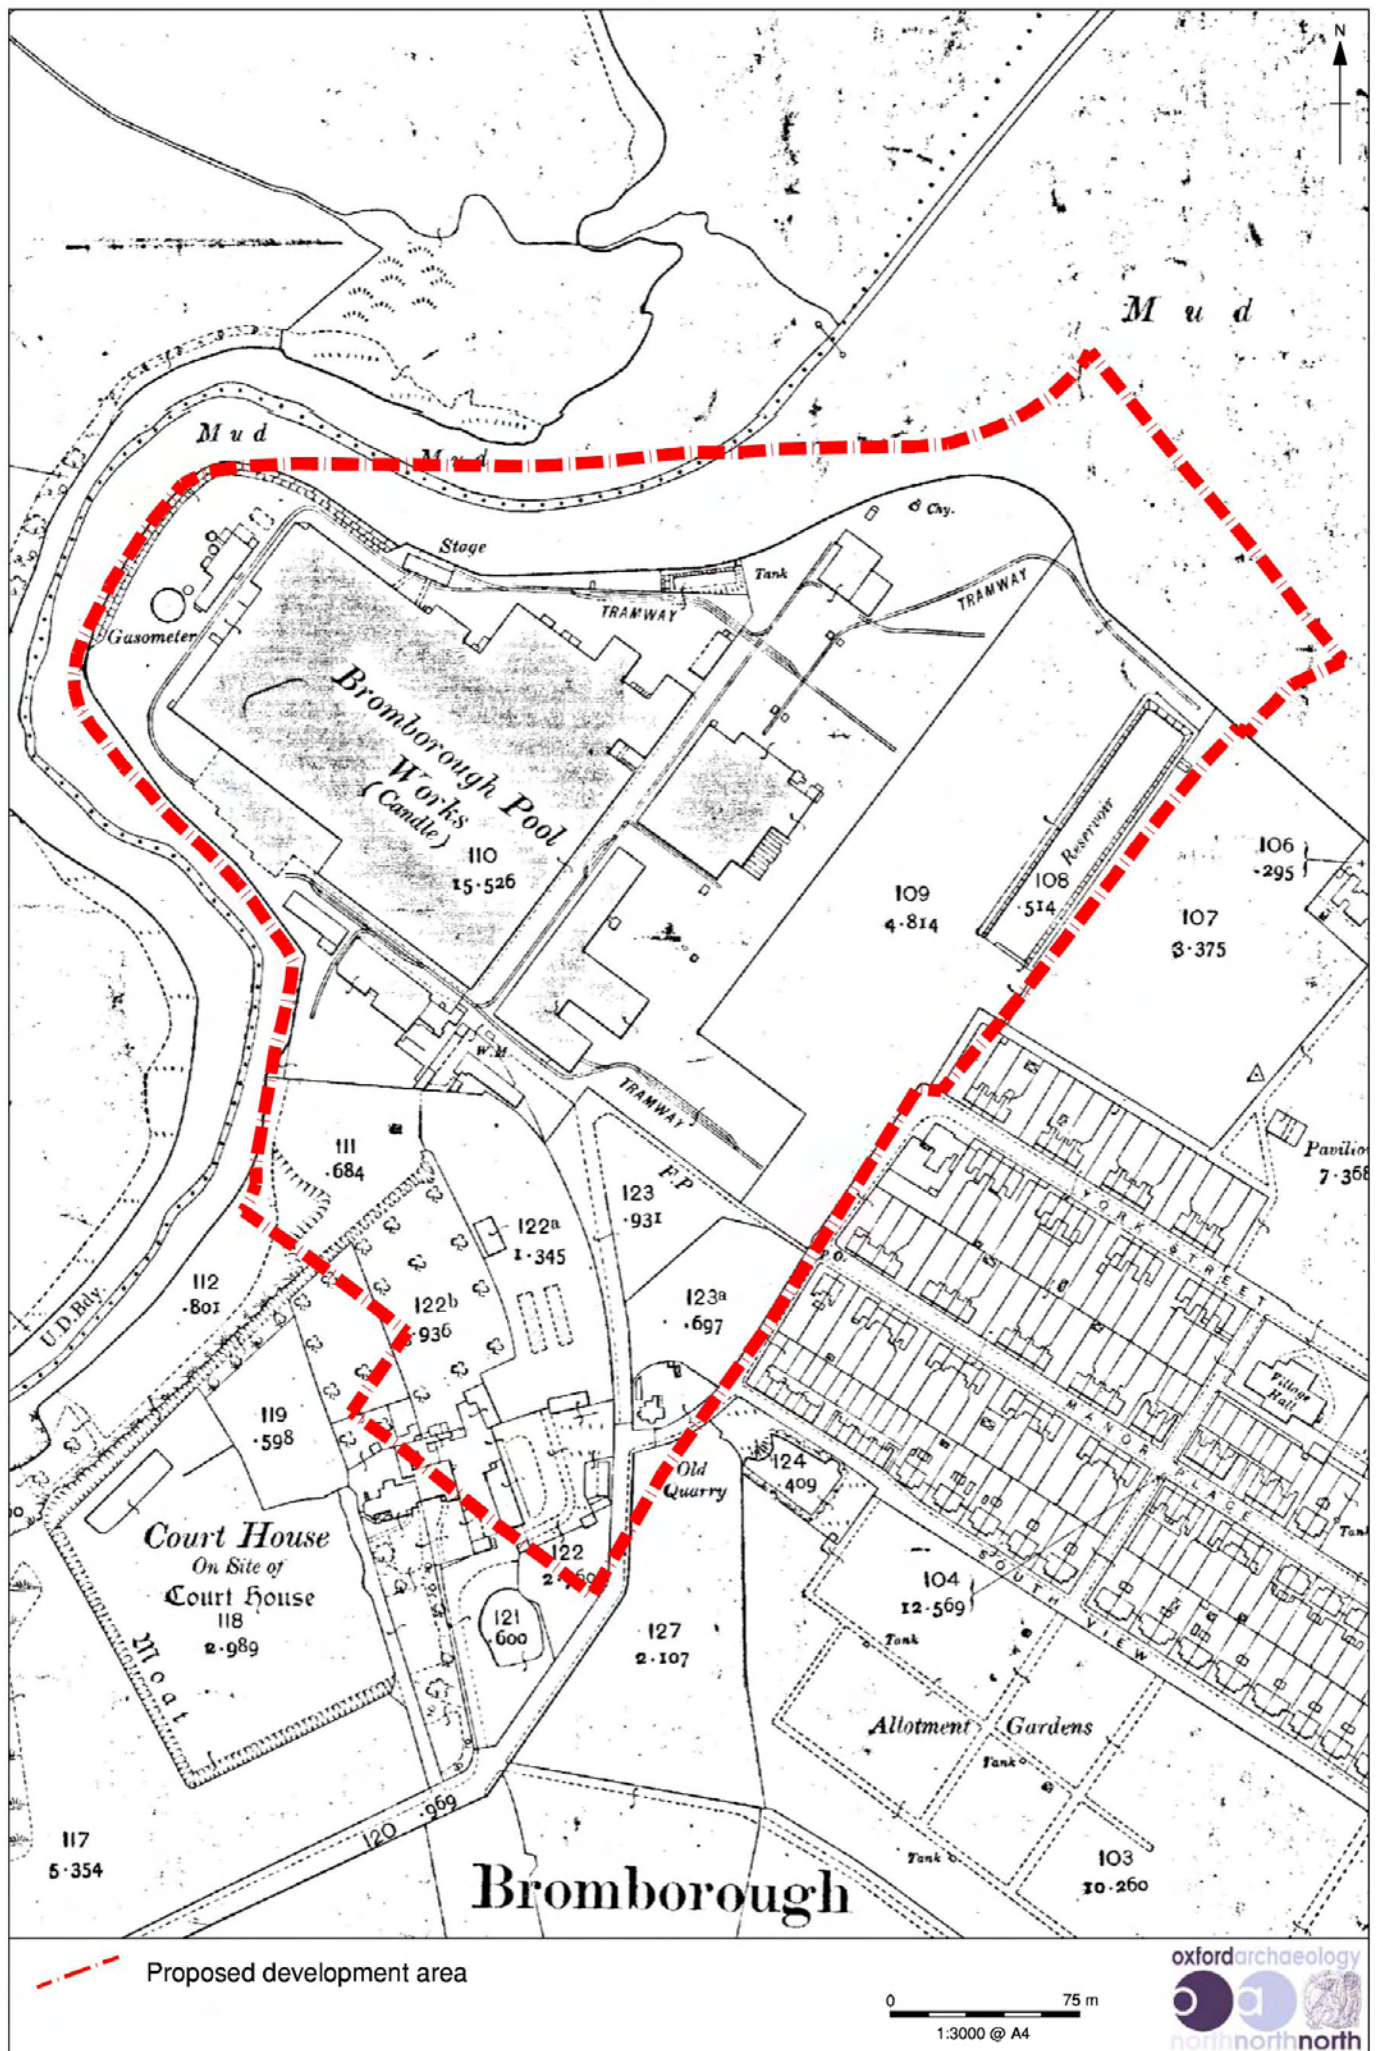 N
Mud
Mud
Mud
Chy.
Stage
Tank
TRAMWAY
TRAMWAY
Gasometer
Bromborough Pool
Works
(Candle)
110
15·526
Reservoir
108
·514
109
4·814
106
·295
107
3·375
W.M.
TRAMWAY
F.P.
111
·684
123
·931
Pavilio
7·368
122a
1·345
YORK STREET
P.O.
112
·801
U.D.Bdy.
122b
·936
123a
·697
Village
Hall
MANOR PLACE
119
·598
Old
Quarry
124
·409
Tank
Court House
On Site of
Court House
118
2·989
Moat
122
121
·600
127
2·107
104
12·569
SOUTH VIEW
Tank
Allotment Gardens
Tank
Tank
120
·969
117
5·354
103
10·260
Bromborough
Proposed development area
0 75 m
1:3000 @ A4
oxfordarchaeology
oa
northnorthnorth